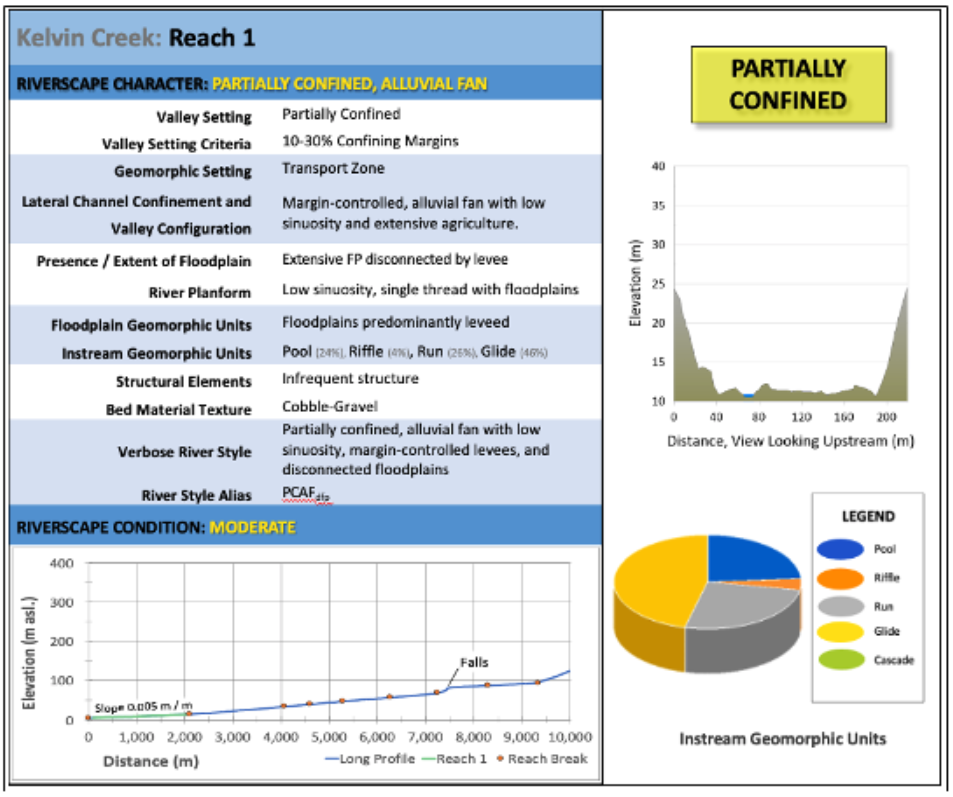 Kelvin Creek: Reach 1
RIVERSCAPE CHARACTER: PARTIALLY CONFINED, ALLUVIAL FAN
Valley Setting Partially Confined
Valley Setting Criteria 10-30% Confining Margins
Geomorphic Setting Transport Zone
Lateral Channel Confinement and
Valley Configuration
Margin-controlled, alluvial fan with low
sinuosity and extensive agriculture.
Presence / Extent of Floodplain Extensive FP disconnected by levee
River Planform Low sinuosity, single thread with floodplains
Floodplain Geomorphic Units Floodplains predominantly leveed
Instream Geomorphic Units Pool (24%), Riffle (4%), Run (26%), Glide (46%)
Structural Elements Infrequent structure
Bed Material Texture Cobble-Gravel
Verbose River Style
Partially confined, alluvial fan with low
sinuosity, margin-controlled levees, and
disconnected floodplains
River Style Alias PCAFdfp
RIVERSCAPE CONDITION: MODERATE
Elevation (m asl.)
400
300
200
100
0
Falls
Slope 0.005 m / m
0 1,000 2,000 3,000 4,000 5,000 6,000 7,000 8,000 9,000 10,000
Distance (m)
Long Profile Reach 1 Reach Break
PARTIALLY
CONFINED
Elevation (m)
40
35
30
25
20
15
10
0 40 80 120 160 200
Distance, View Looking Upstream (m)
LEGEND
Pool
Riffle
Run
Glide
Cascade
Instream Geomorphic Units